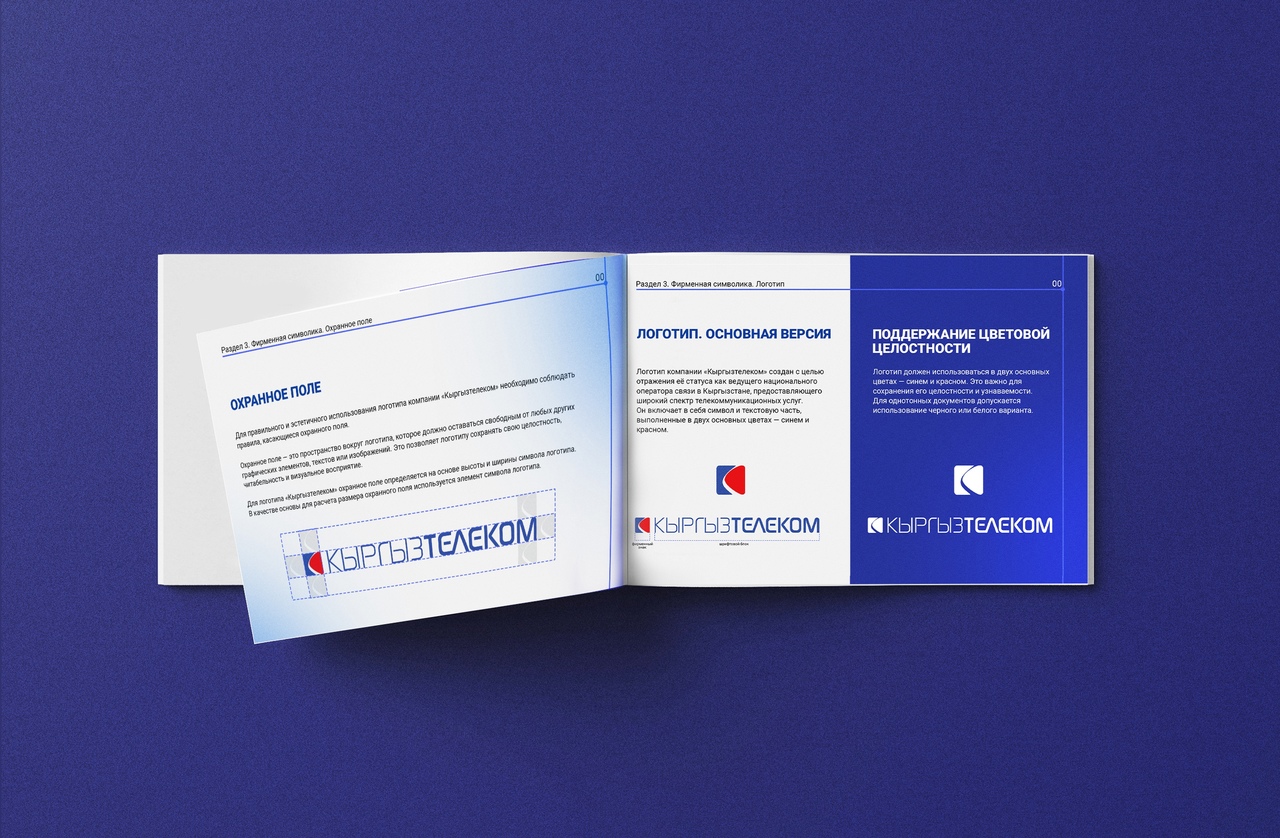 Раздел 3. Фирменная символика. Охранное поле
00
ОХРАННОЕ ПОЛЕ
Для правильного и эстетичного использования логотипа компании «Кыргызтелеком» необходимо соблюдать
правила, касающиеся охранного поля.
Охранное поле – это пространство вокруг логотипа, которое должно оставаться свободным от любых других
графических элементов, текстов или изображений. Это позволяет логотипу сохранять свою целостность,
читабельность и визуальное восприятие.
Для логотипа «Кыргызтелеком» охранное поле определяется на основе высоты и ширины символа логотипа.
В качестве основы для расчета размера охранного поля используется элемент символа логотипа.
КЫРГЫЗТЕЛЕКОМ
Раздел 3. Фирменная символика. Логотип
00
ЛОГОТИП. ОСНОВНАЯ ВЕРСИЯ
Логотип компании «Кыргызтелеком» создан с целью
отражения её статуса как ведущего национального
оператора связи в Кыргызстане, предоставляющего
широкий спектр телекоммуникационных услуг.
Он включает в себя символ и текстовую часть,
выполненные в двух основных цветах — синем и
красном.
КЫРГЫЗТЕЛЕКОМ
фирменный
знак
шрифтовой блок
ПОДДЕРЖАНИЕ ЦВЕТОВОЙ
ЦЕЛОСТНОСТИ
Логотип должен использоваться в двух основных
цветах — синем и красном. Это важно для
сохранения его целостности и узнаваемости.
Для однотонных документов допускается
использование черного или белого варианта.
КЫРГЫЗТЕЛЕКОМ